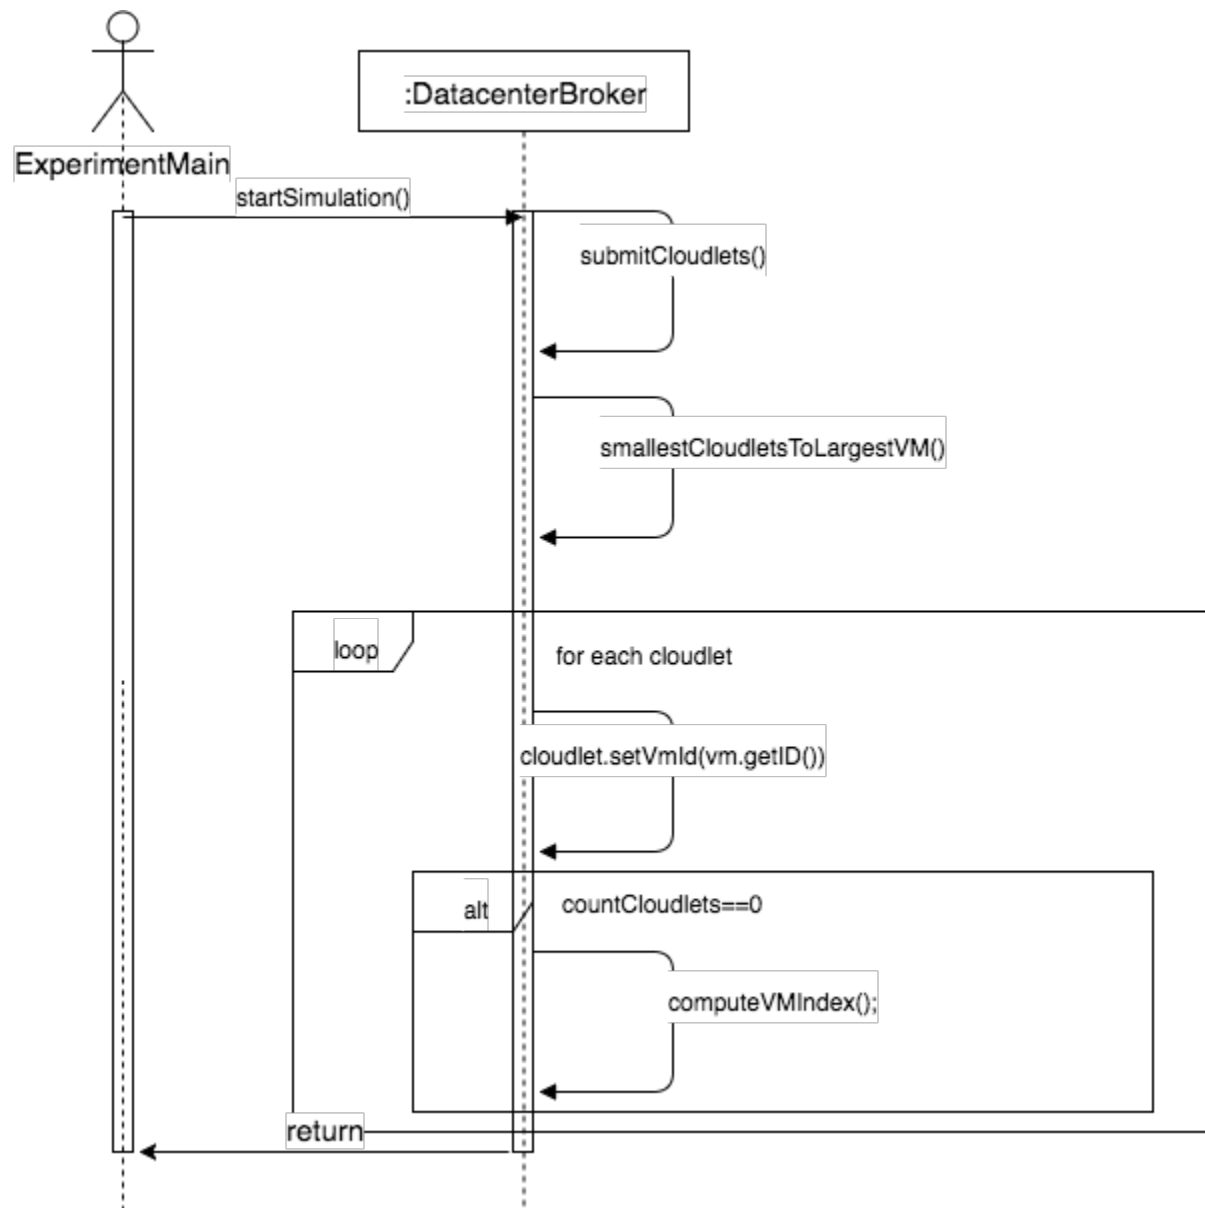 :DatacenterBroker
ExperimentMain
startSimulation()
submitCloudlets()
smallestCloudletsToLargestVM()
loop
for each cloudlet
cloudlet.setVmId(vm.getID())
alt
countCloudlets==0
computeVMIndex();
return